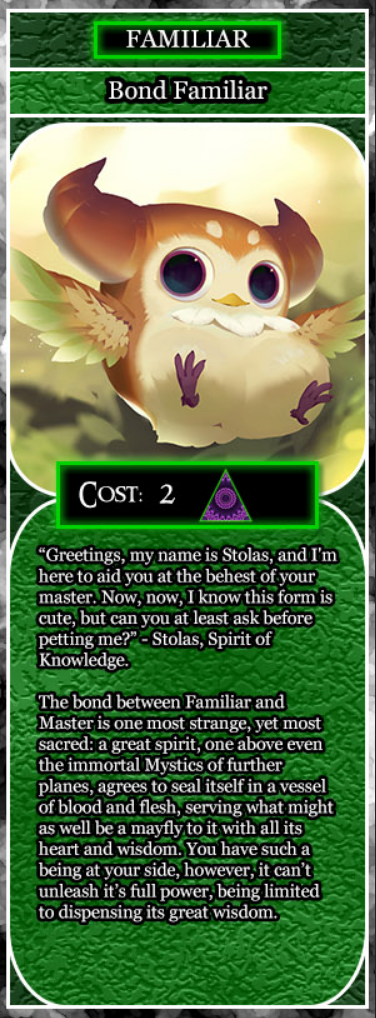 FAMILIAR
Bond Familiar
COST: 2
“Greetings, my name is Stolas, and I'm
here to aid you at the behest of your
master. Now, now, I know this form is
cute, but can you at least ask before
petting me?” - Stolas, Spirit of
Knowledge.
The bond between Familiar and
Master is one most strange, yet most
sacred: a great spirit, one above even
the immortal Mystics of further
planes, agrees to seal itself in a vessel
of blood and flesh, serving what might
as well be a mayfly to it with all its
heart and wisdom. You have such a
being at your side, however, it can't
unleash it's full power, being limited
to dispensing its great wisdom.